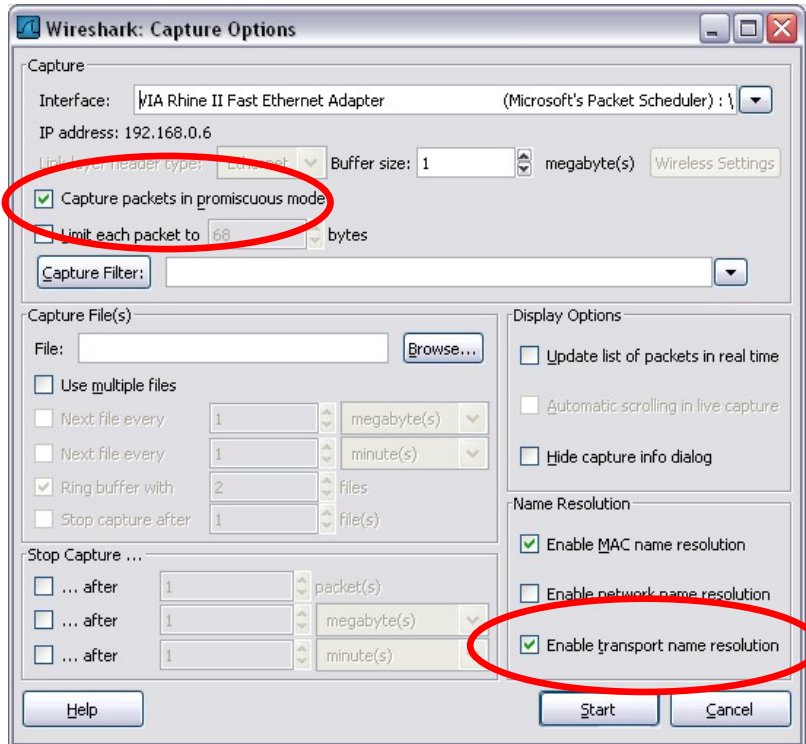 Wireshark: Capture Options
Capture
Interface: VIA Rhine II Fast Ethernet Adapter (Microsoft's Packet Scheduler) : \
IP address: 192.168.0.6
Link-layer header type: Ethernet Buffer size: 1 megabyte(s) Wireless Settings
Capture packets in promiscuous mode
Limit each packet to 68 bytes
Capture Filter:
Capture File(s)
File: Browse...
Use multiple files
Next file every 1 megabyte(s)
Next file every 1 minute(s)
Ring buffer with 2 files
Stop capture after 1 file(s)
Stop Capture ...
... after 1 packet(s)
... after 1 megabyte(s)
... after 1 minute(s)
Display Options
Update list of packets in real time
Automatic scrolling in live capture
Hide capture info dialog
Name Resolution
Enable MAC name resolution
Enable network name resolution
Enable transport name resolution
Help Start Cancel